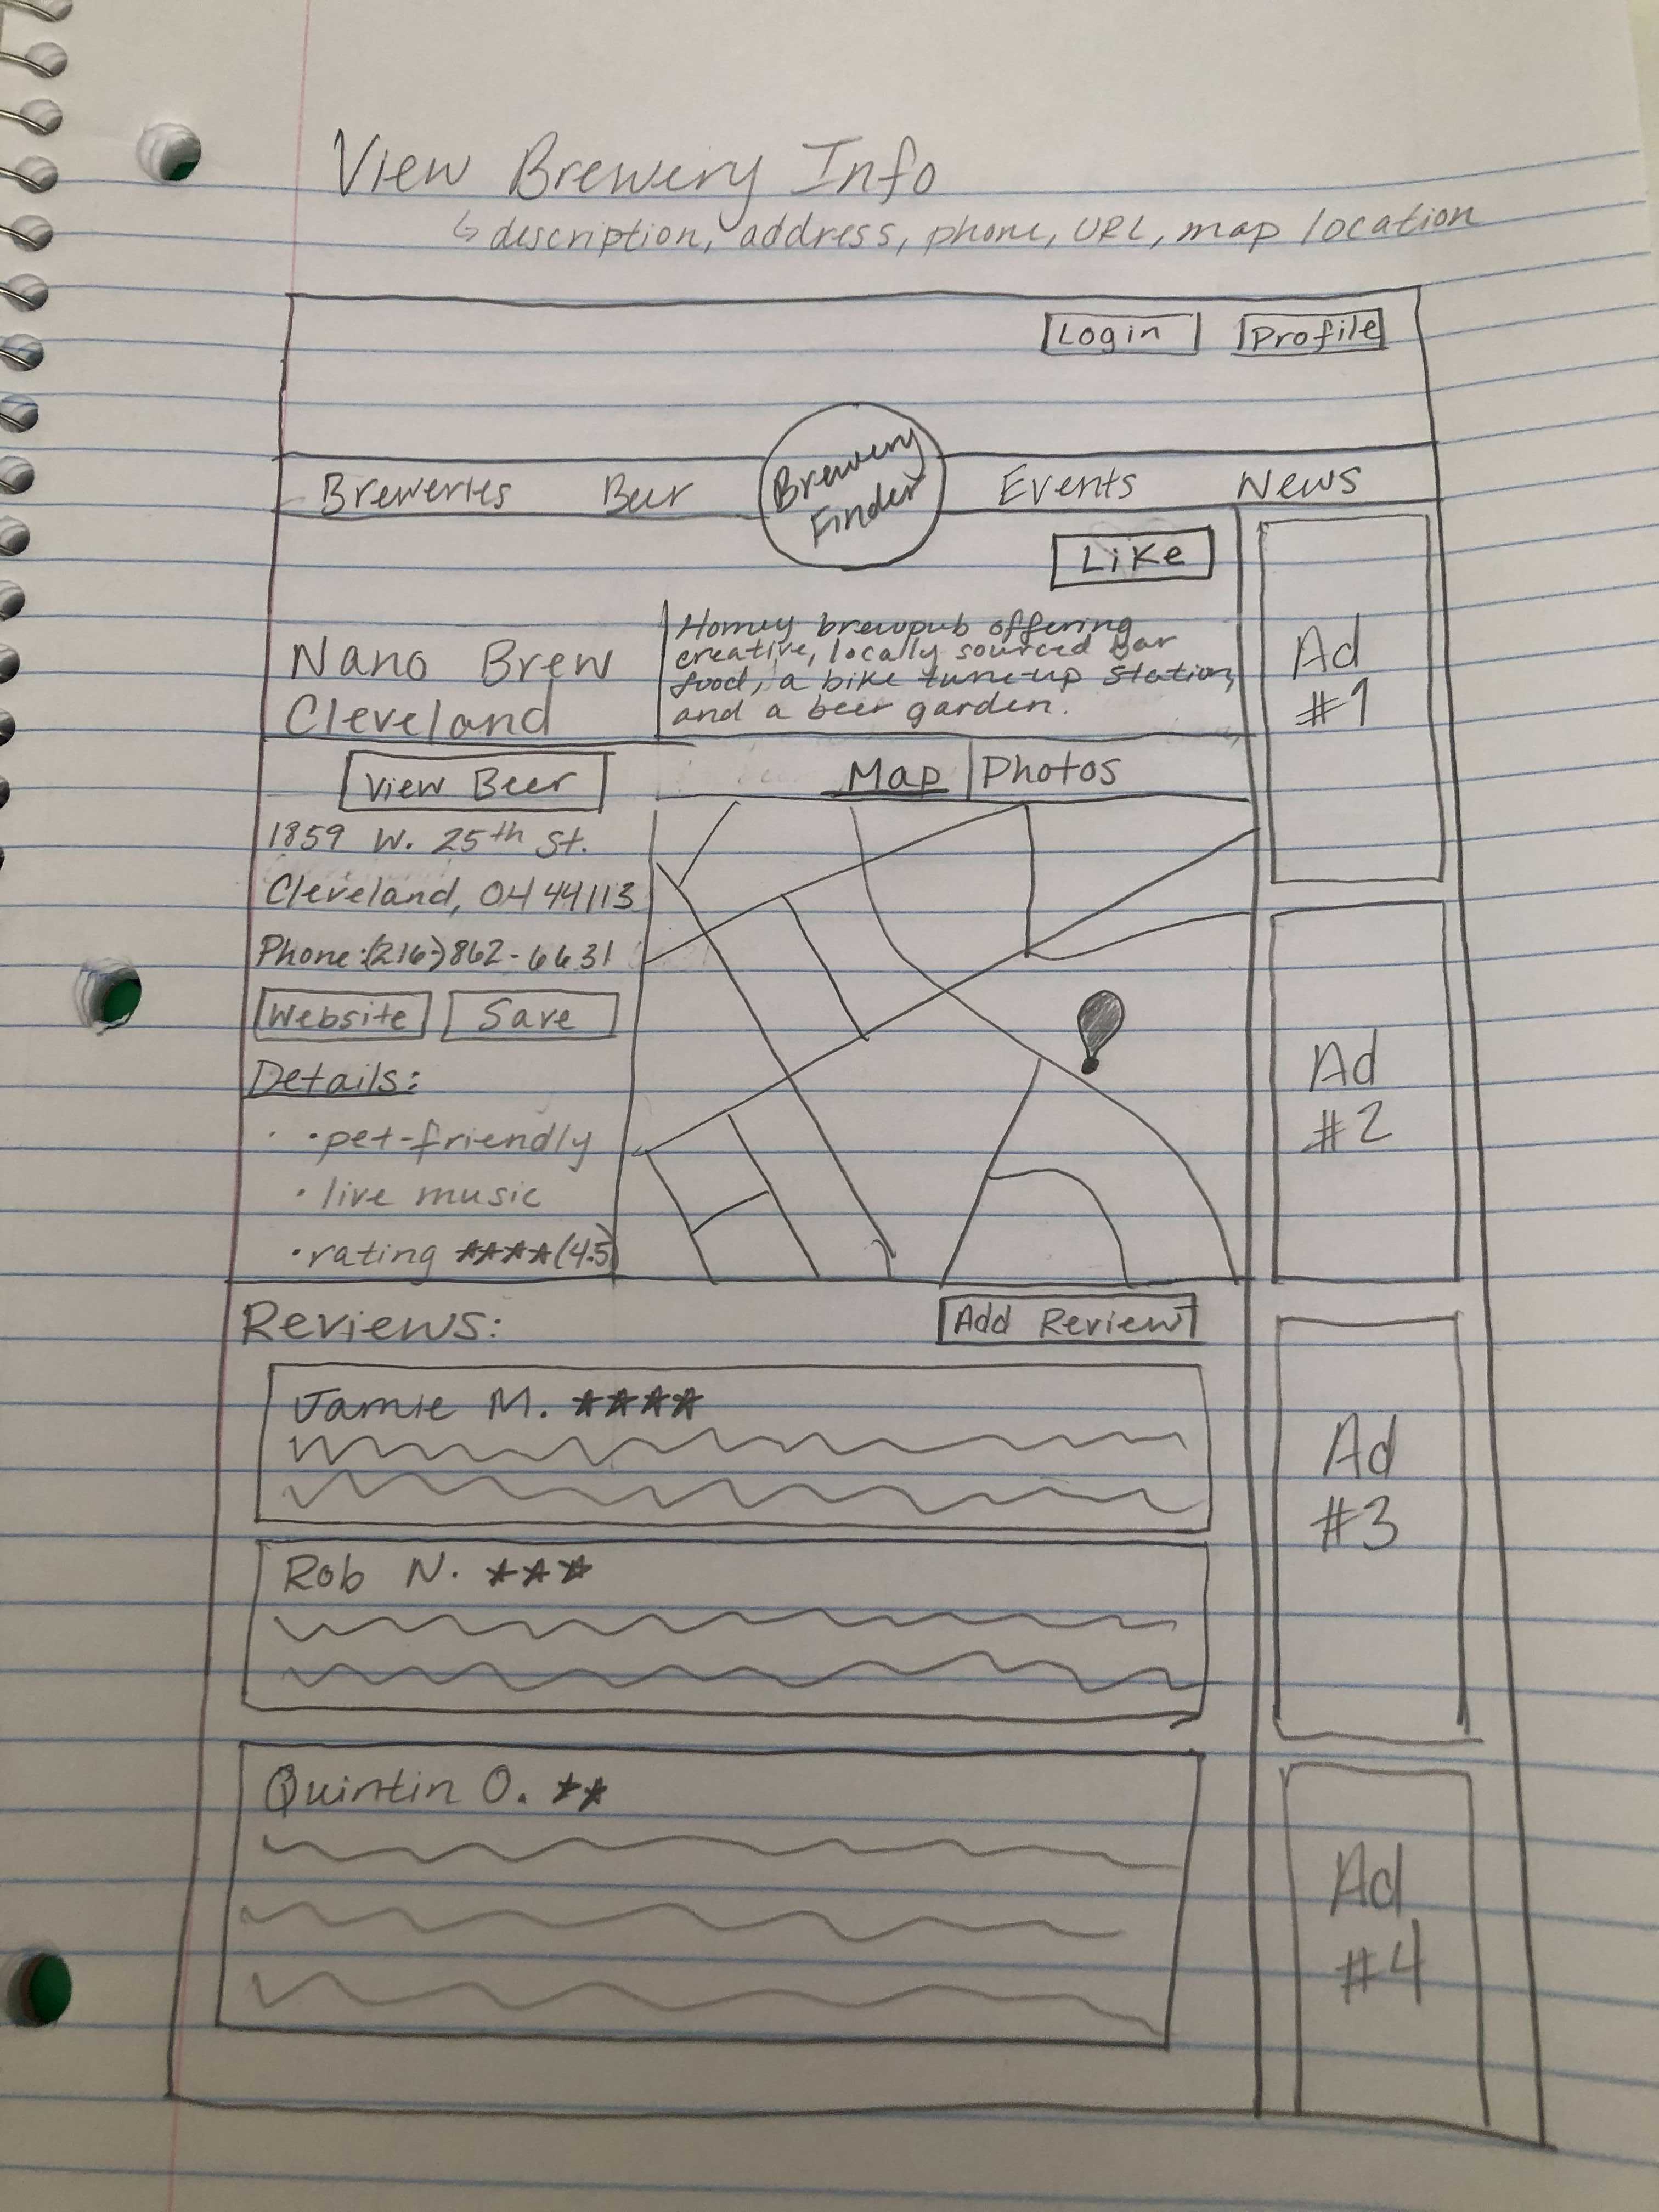 View Brewery Info
↳ description, address, phone, URL, map location
Login
Profile
Breweries
Beer
Brewery
Finder
Events
News
Like
Nano Brew
Cleveland
Homey brewpub offering
creative, locally sourced bar
food, a bike tune-up station,
and a beer garden.
Ad
#1
View Beer
Map | Photos
1859 W. 25th St.
Cleveland, OH 44113
Phone:(216)862-6631
Website
Save
Details:
• pet-friendly
• live music
• rating ★★★★(4.5)
Ad
#2
Reviews:
Add Review
Jamie M. ★★★★
Ad
#3
Rob N. ★★★
Quintin O. ★★
Ad
#4